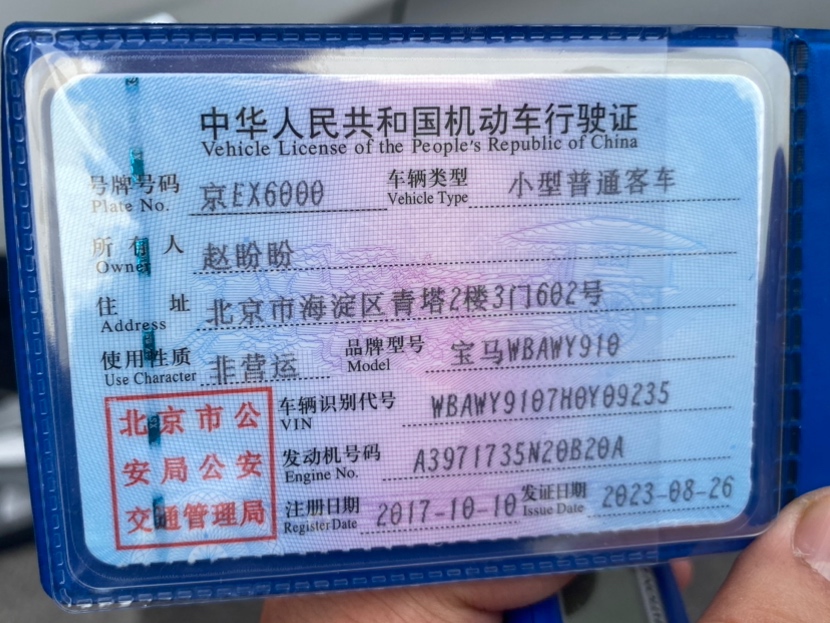 中华人民共和国机动车行驶证
Vehicle License of the People's Republic of China
号牌号码 京EX6000 车辆类型 小型普通客车
Plate No. Vehicle Type
所有人 赵盼盼
Owner
住址 北京市海淀区青塔2楼3门602号
Address
使用性质 非营运 品牌型号 宝马WBAWY910
Use Character Model
北京市公
安局公安
交通管理局
车辆识别代号 WBAWY9107H0Y09235
VIN
发动机号码 A3971735N20B20A
Engine No.
注册日期 2017-10-10 发证日期 2023-08-26
Register Date Issue Date